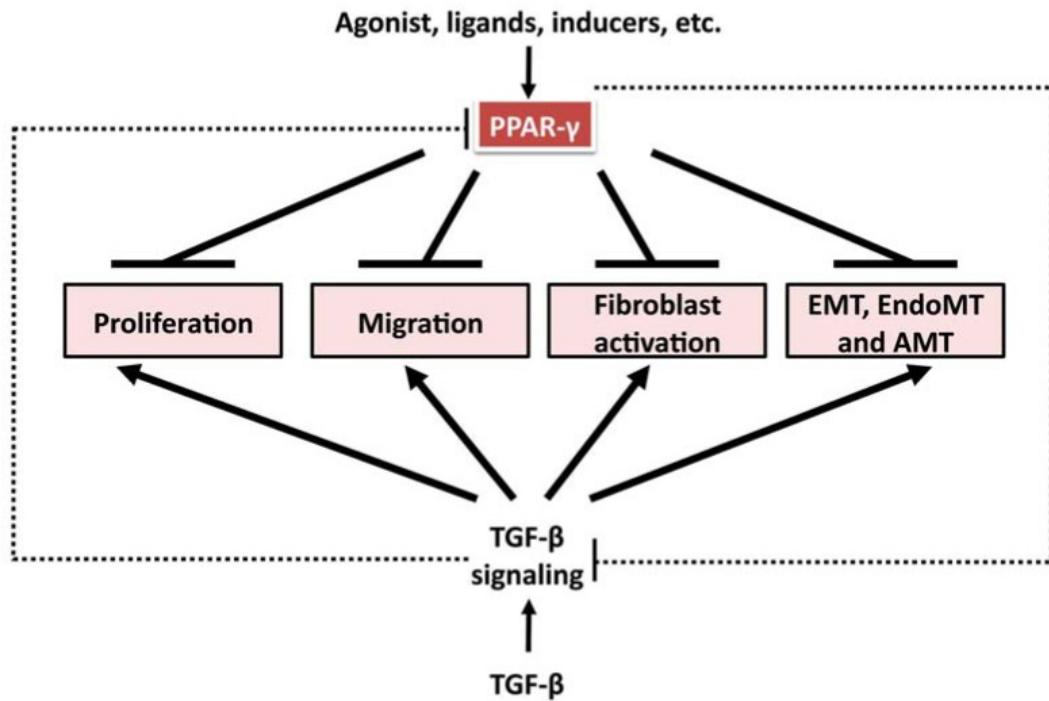 Agonist, ligands, inducers, etc.
PPAR-γ
Proliferation
Migration
Fibroblast
activation
EMT, EndoMT
and AMT
TGF-β
signaling
TGF-β